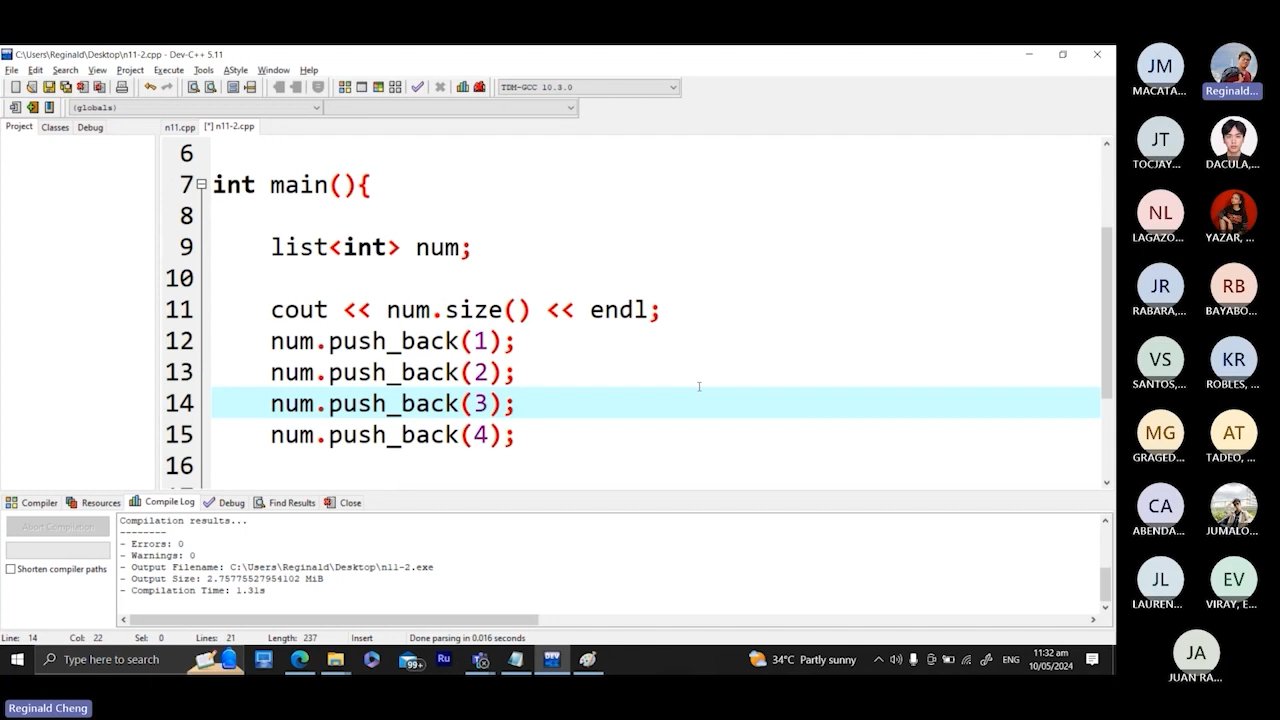 C:\Users\Reginald\Desktop\n11-2.cpp - Dev-C++ 5.11
File Edit Search View Project Execute Tools AStyle Window Help
TDM-GCC 10.3.0
(globals)
Project Classes Debug
n11.cpp [*] n11-2.cpp
6
7 int main(){
8
9 list<int> num;
10
11 cout << num.size() << endl;
12 num.push_back(1);
13 num.push_back(2);
14 num.push_back(3);
15 num.push_back(4);
16
Compiler Resources Compile Log Debug Find Results Close
Abort Compilation
Shorten compiler paths
Compilation results...
--------
- Errors: 0
- Warnings: 0
- Output Filename: C:\Users\Reginald\Desktop\n11-2.exe
- Output Size: 2.75775527954102 MiB
- Compilation Time: 1.31s
Line: 14 Col: 22 Sel: 0 Lines: 21 Length: 237 Insert Done parsing in 0.016 seconds
Type here to search
99+
Ru
DEV
34°C Partly sunny
ENG
11:32 am
10/05/2024
Reginald Cheng
JM
MACATA...
Reginald...
JT
TOCJAY...
DACULA,...
NL
LAGAZO...
YAZAR, ...
JR
RABARA,...
RB
BAYABO...
VS
SANTOS,...
KR
ROBLES, ...
MG
GRAGED...
AT
TADEO, ...
CA
ABENDA...
JUMALO...
JL
LAUREN...
EV
VIRAY, E...
JA
JUAN RA...